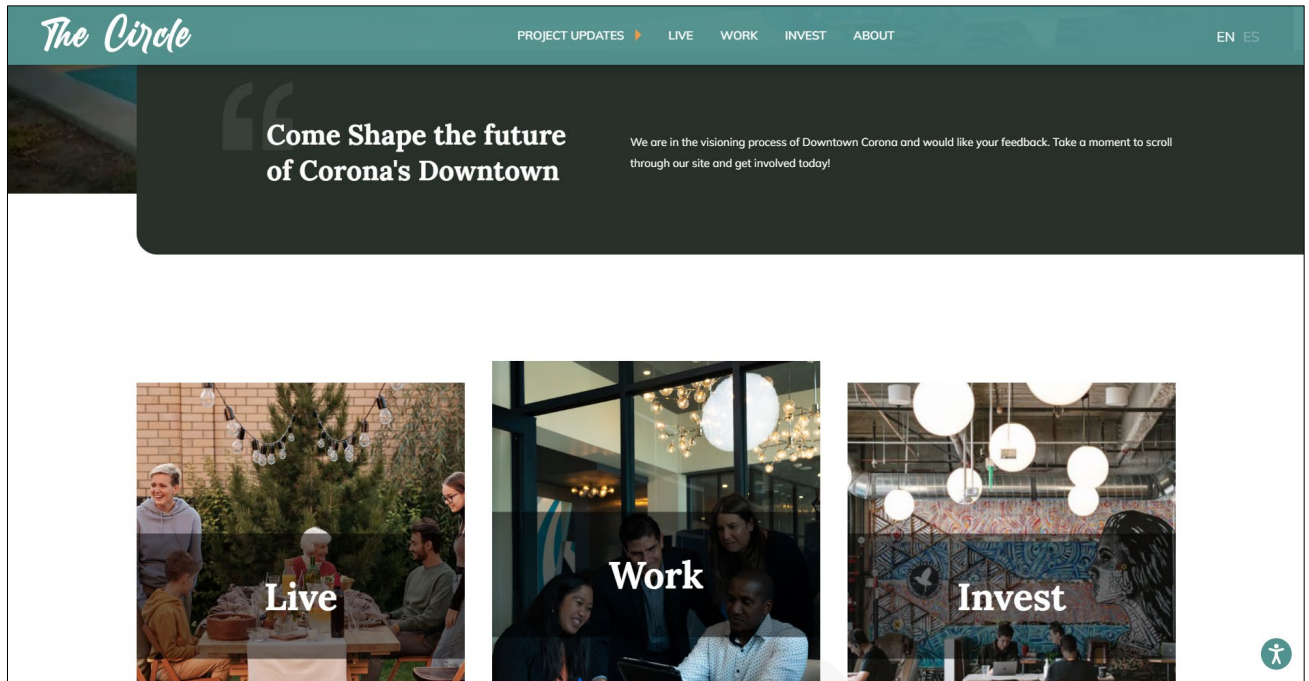 The Circle
PROJECT UPDATES LIVE WORK INVEST ABOUT
EN ES
“
Come Shape the future
of Corona's Downtown
We are in the visioning process of Downtown Corona and would like your feedback. Take a moment to scroll
through our site and get involved today!
Live
Work
Invest